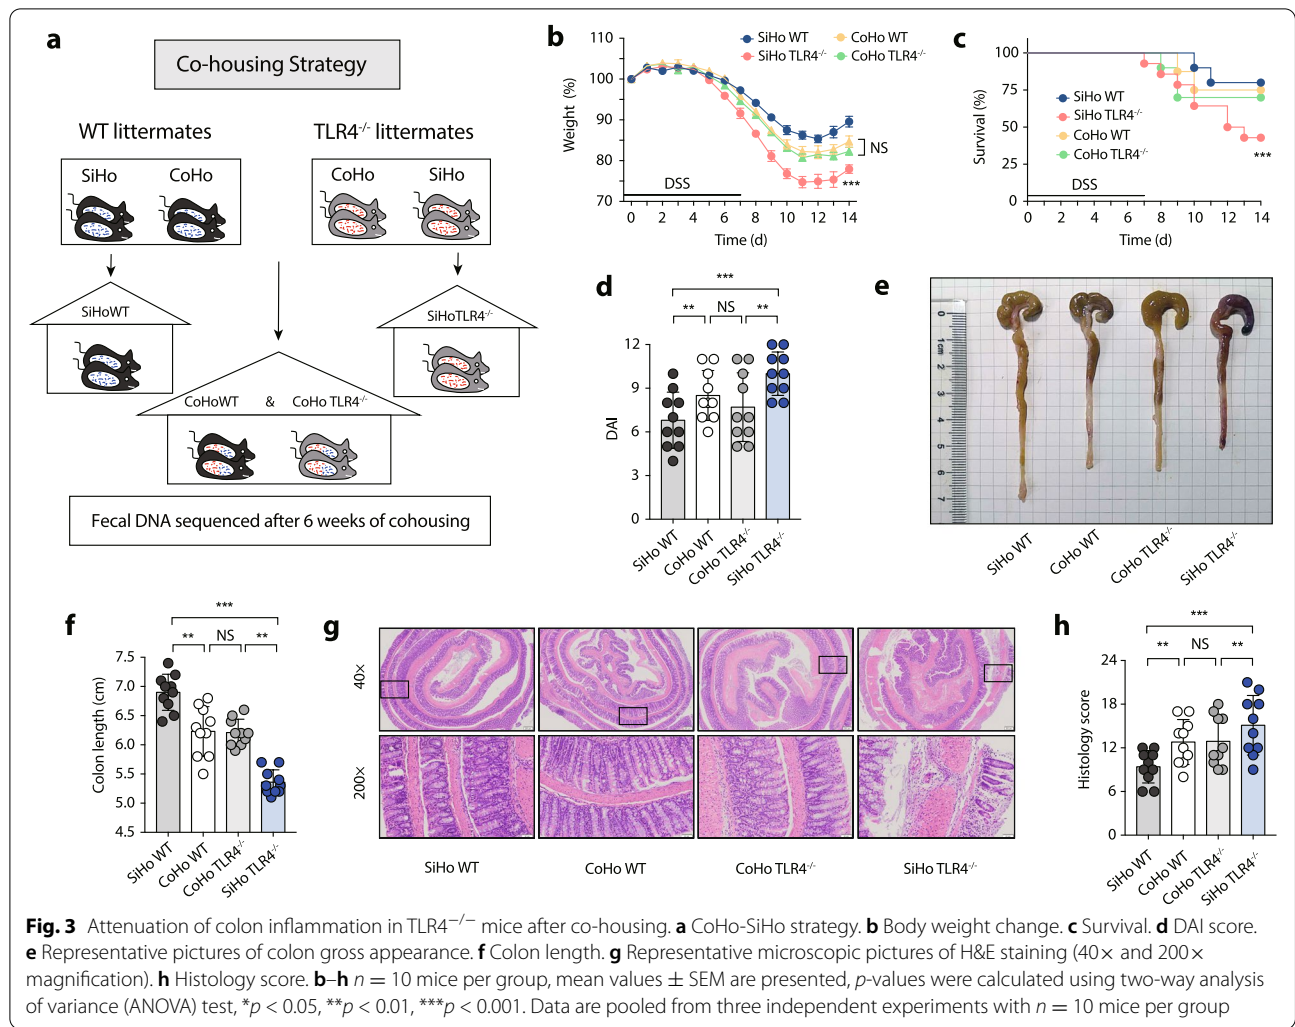 a
Co-housing Strategy
WT littermates
TLR4-/- littermates
SiHo CoHo
CoHo SiHo
SiHoWT
SiHoTLR4-/-
CoHoWT & CoHo TLR4-/-
Fecal DNA sequenced after 6 weeks of cohousing
b
SiHo WT CoHo WT
SiHo TLR4-/- CoHo TLR4-/-
Weight (%)
110
100
90
80
70
NS
***
DSS
0 2 4 6 8 10 12 14
Time (d)
c
Survival (%)
100
75
50
25
0
SiHo WT
SiHo TLR4-/-
CoHo WT
CoHo TLR4-/-
***
DSS
0 2 4 6 8 10 12 14
Time (d)
d
***
** NS **
DAI
12
9
6
3
0
SiHo WT
CoHo WT
CoHo TLR4-/-
SiHo TLR4-/-
e
0
1cm
2
3
4
5
6
7
SiHo WT
CoHo WT
CoHo TLR4-/-
SiHo TLR4-/-
f
***
** NS **
Colon length (cm)
7.5
7.0
6.5
6.0
5.5
5.0
4.5
SiHo WT
CoHo WT
CoHo TLR4-/-
SiHo TLR4-/-
g
40×
200×
SiHo WT CoHo WT CoHo TLR4-/- SiHo TLR4-/-
h
***
** NS **
Histology score
24
18
12
6
0
SiHo WT
CoHo WT
CoHo TLR4-/-
SiHo TLR4-/-
Fig. 3 Attenuation of colon inflammation in TLR4−/− mice after co-housing. a CoHo-SiHo strategy. b Body weight change. c Survival. d DAI score.
e Representative pictures of colon gross appearance. f Colon length. g Representative microscopic pictures of H&E staining (40× and 200×
magnification). h Histology score. b–h n = 10 mice per group, mean values ± SEM are presented, p-values were calculated using two-way analysis
of variance (ANOVA) test, *p < 0.05, **p < 0.01, ***p < 0.001. Data are pooled from three independent experiments with n = 10 mice per group